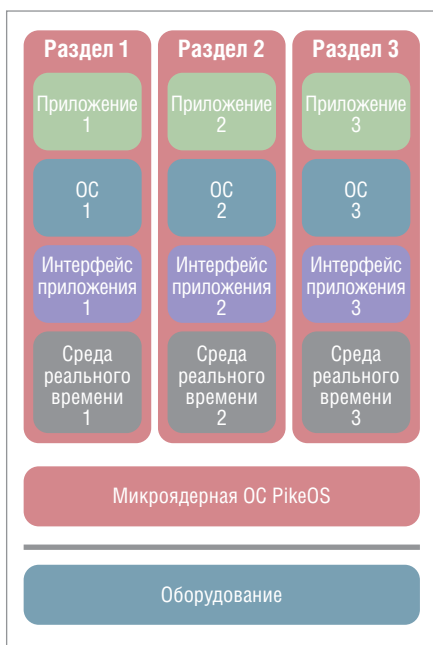 Раздел 1
Приложение
1
ОС
1
Интерфейс
приложения
1
Среда
реального
времени
1
Раздел 2
Приложение
2
ОС
2
Интерфейс
приложения
2
Среда
реального
времени
2
Раздел 3
Приложение
3
ОС
3
Интерфейс
приложения
3
Среда
реального
времени
3
Микроядерная ОС PikeOS
Оборудование